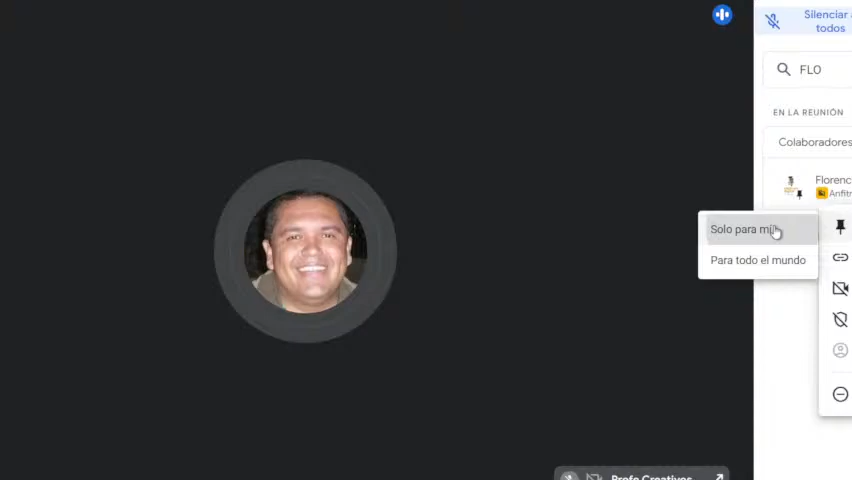 Silenciar a
todos
FLO
EN LA REUNIÓN
Colaboradores
Florenc
Anfitr
Solo para mí
Para todo el mundo
Profe Creativos